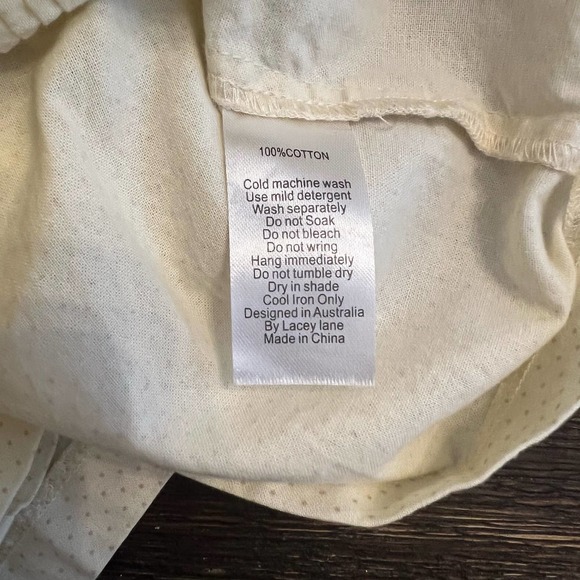 100%COTTON
Cold machine wash
Use mild detergent
Wash separately
Do not Soak
Do not bleach
Do not wring
Hang immediately
Do not tumble dry
Dry in shade
Cool Iron Only
Designed in Australia
By Lacey lane
Made in China